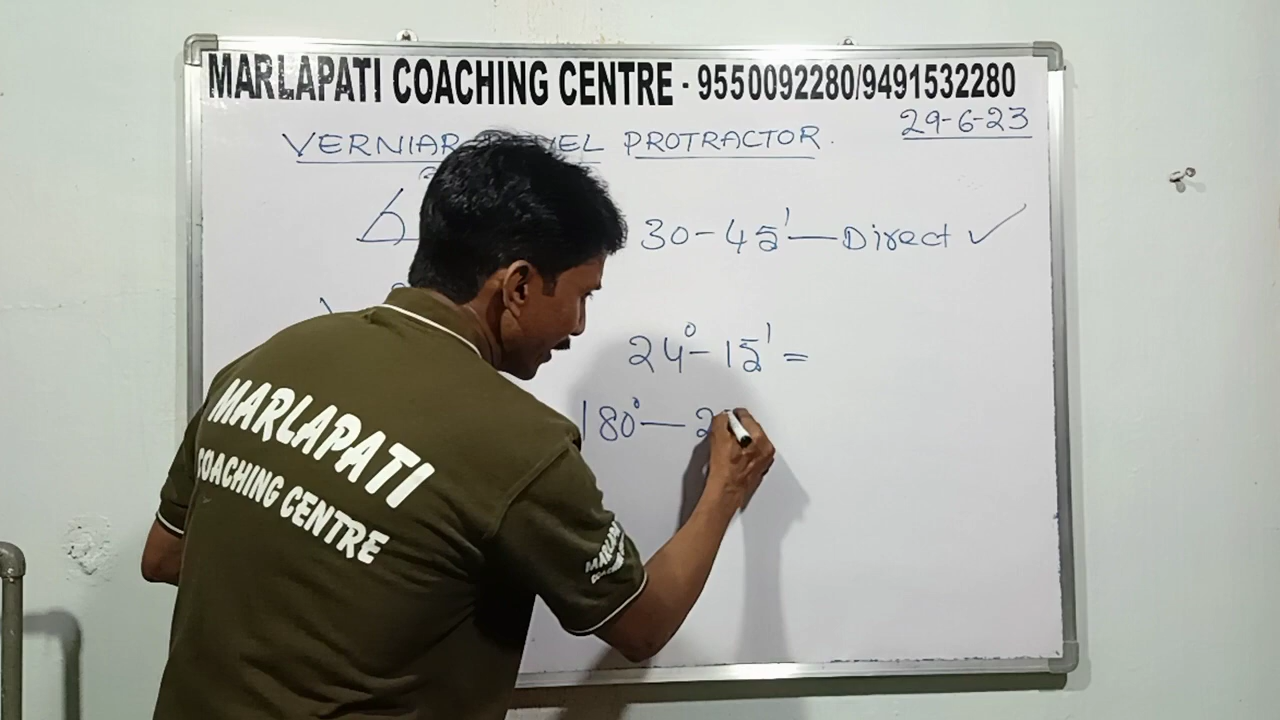 MARLAPATI COACHING CENTRE - 9550092280/9491532280
29-6-23
VERNIAR PROTRACTOR.
30-45' — Direct ✓
24°-15' =
180° — 2
MARLAPATI
COACHING CENTRE